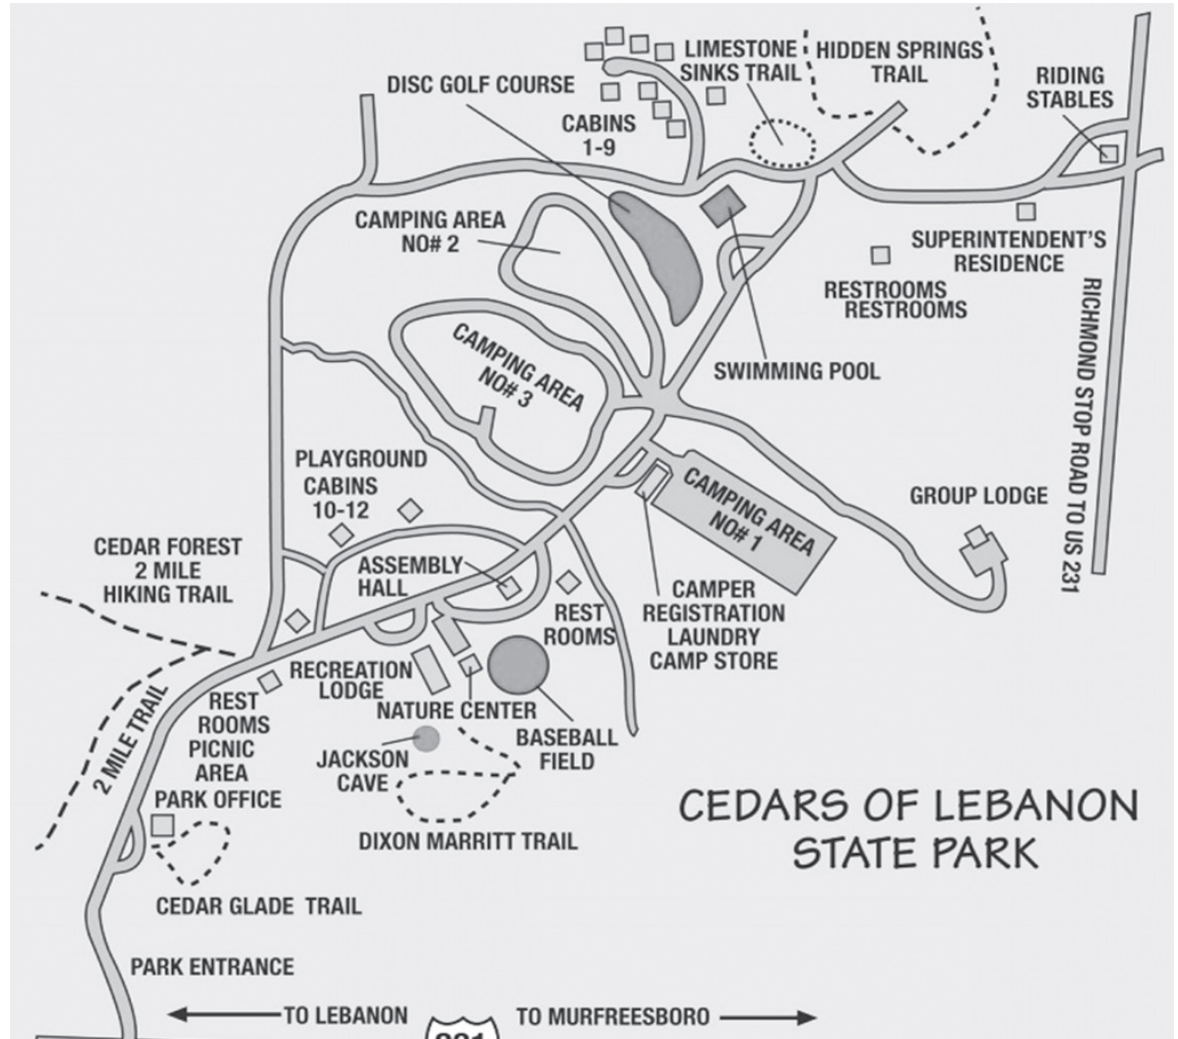 LIMESTONE
SINKS TRAIL
HIDDEN SPRINGS
TRAIL
RIDING
STABLES
DISC GOLF COURSE
CABINS
1-9
CAMPING AREA
NO# 2
SUPERINTENDENT'S
RESIDENCE
RESTROOMS
RESTROOMS
RICHMOND STOP ROAD TO US 231
CAMPING AREA
NO# 3
SWIMMING POOL
PLAYGROUND
CABINS
10-12
CAMPING AREA
NO# 1
GROUP LODGE
CEDAR FOREST
2 MILE
HIKING TRAIL
ASSEMBLY
HALL
REST
ROOMS
CAMPER
REGISTRATION
LAUNDRY
CAMP STORE
RECREATION
LODGE
NATURE CENTER
2 MILE TRAIL
REST
ROOMS
PICNIC
AREA
PARK OFFICE
JACKSON
CAVE
BASEBALL
FIELD
DIXON MARRITT TRAIL
CEDARS OF LEBANON
STATE PARK
CEDAR GLADE TRAIL
PARK ENTRANCE
TO LEBANON
TO MURFREESBORO
231